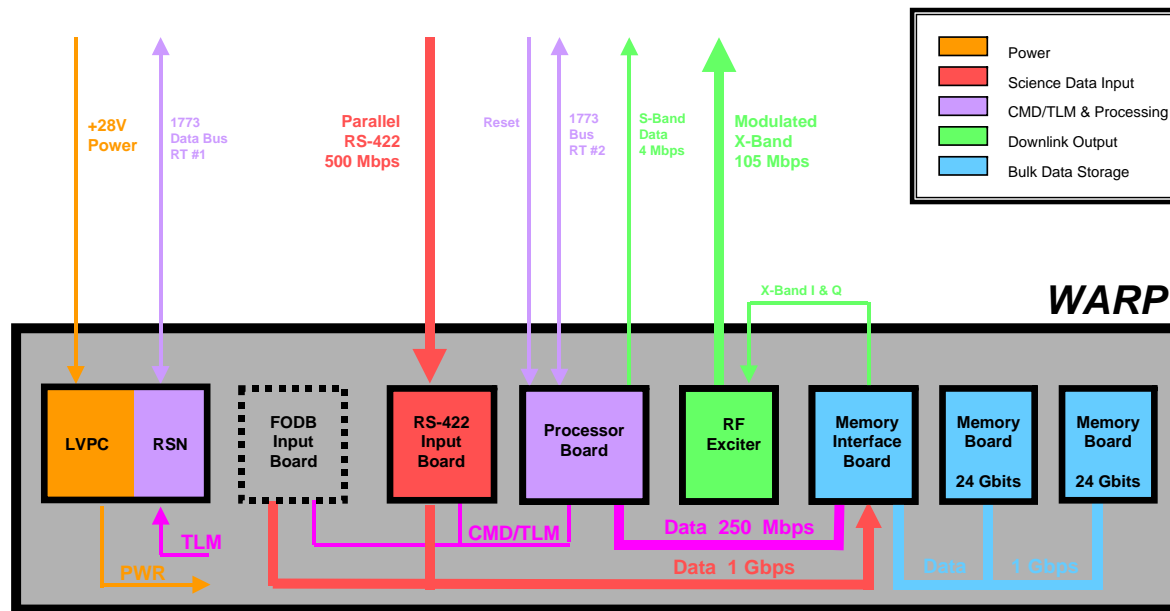 Power
Science Data Input
CMD/TLM & Processing
Downlink Output
Bulk Data Storage
+28V
Power
1773
Data Bus
RT #1
Parallel
RS-422
500 Mbps
Reset
1773
Bus
RT #2
S-Band
Data
4 Mbps
Modulated
X-Band
105 Mbps
X-Band I & Q
WARP
LVPC
RSN
FODB
Input
Board
RS-422
Input
Board
Processor
Board
RF
Exciter
Memory
Interface
Board
Memory
Board
24 Gbits
Memory
Board
24 Gbits
TLM
PWR
CMD/TLM
Data 250 Mbps
Data 1 Gbps
Data 1 Gbps